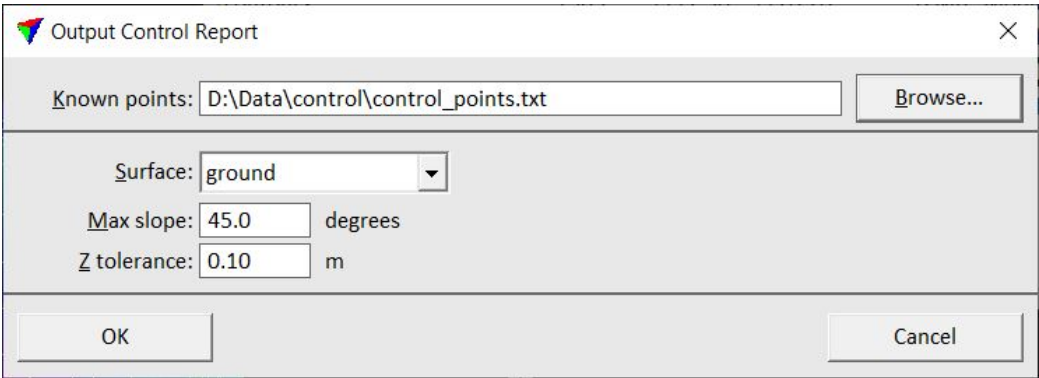 Output Control Report
Known points: D:\Data\control\control_points.txt Browse...
Surface: ground
Max slope: 45.0 degrees
Z tolerance: 0.10 m
OK Cancel